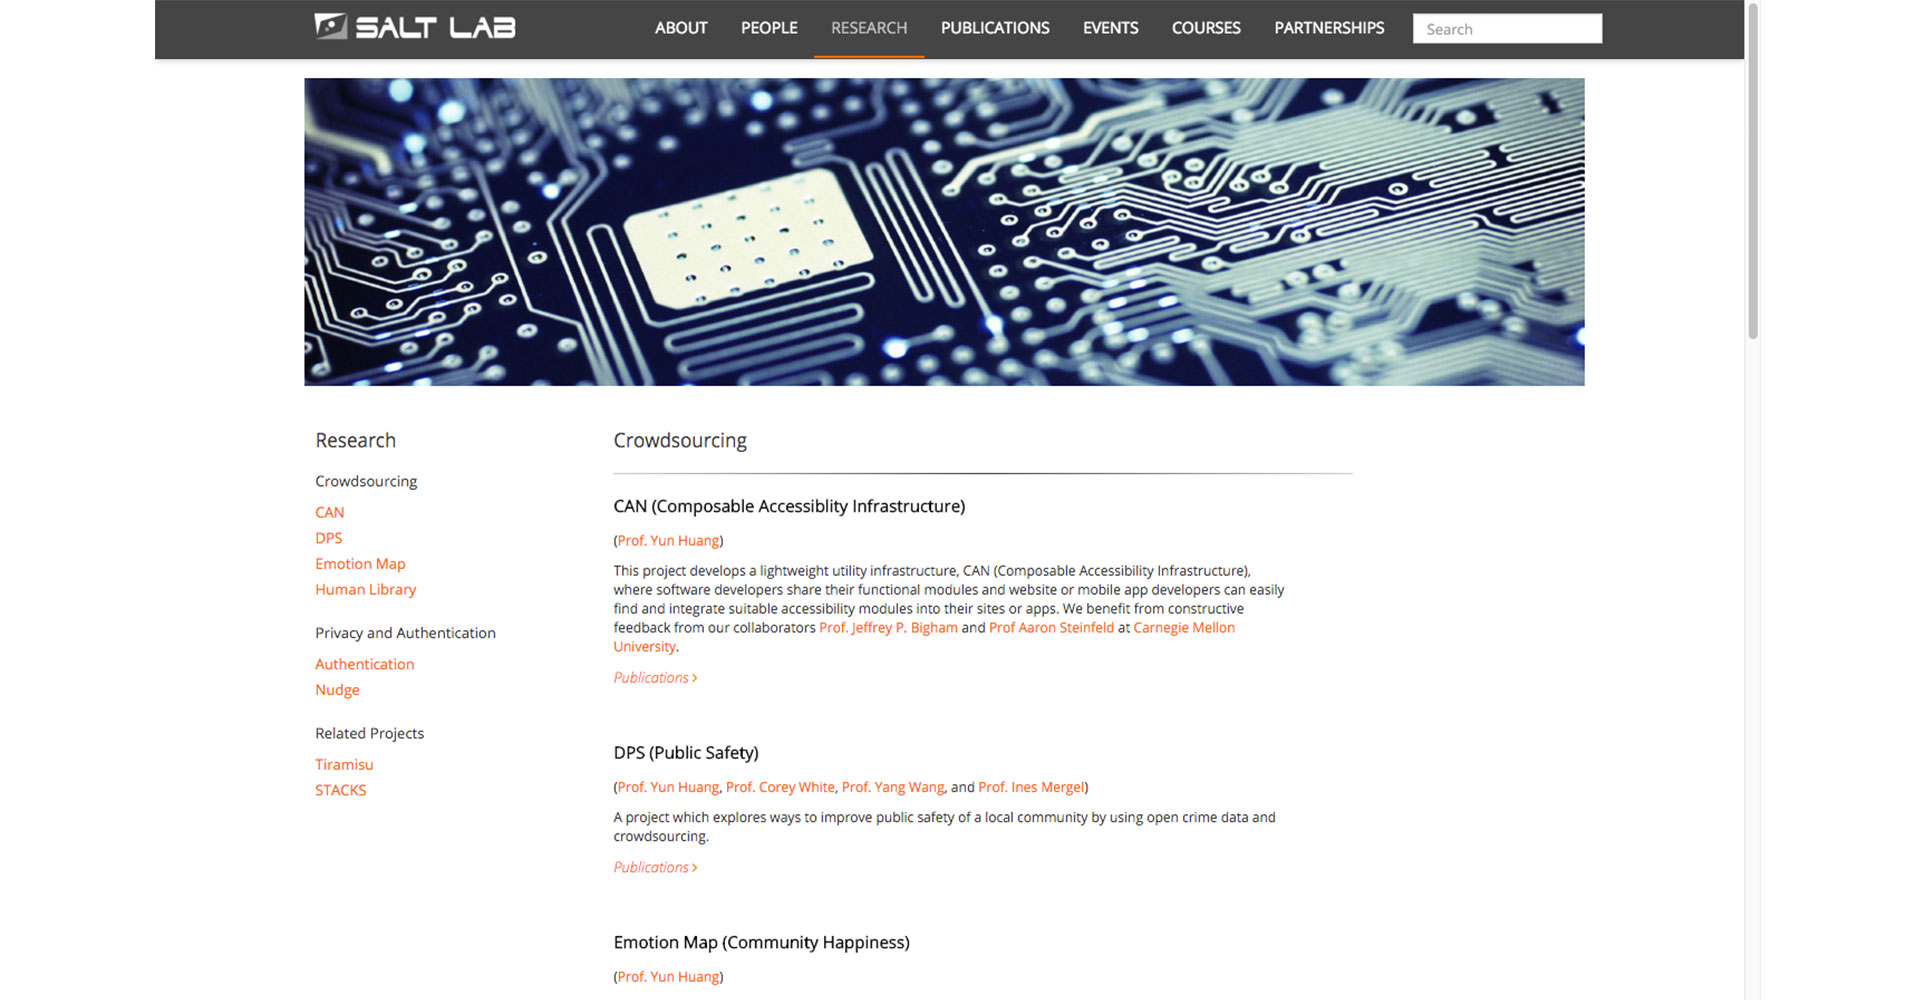 SALT LAB
ABOUT PEOPLE RESEARCH PUBLICATIONS EVENTS COURSES PARTNERSHIPS Search
Research
Crowdsourcing
CAN
DPS
Emotion Map
Human Library
Privacy and Authentication
Authentication
Nudge
Related Projects
Tiramisu
STACKS
Crowdsourcing
CAN (Composable Accessiblity Infrastructure)
(Prof. Yun Huang)
This project develops a lightweight utility infrastructure, CAN (Composable Accessibility Infrastructure),
where software developers share their functional modules and website or mobile app developers can easily
find and integrate suitable accessibility modules into their sites or apps. We benefit from constructive
feedback from our collaborators Prof. Jeffrey P. Bigham and Prof Aaron Steinfeld at Carnegie Mellon
University.
Publications >
DPS (Public Safety)
(Prof. Yun Huang, Prof. Corey White, Prof. Yang Wang, and Prof. Ines Mergel)
A project which explores ways to improve public safety of a local community by using open crime data and
crowdsourcing.
Publications >
Emotion Map (Community Happiness)
(Prof. Yun Huang)